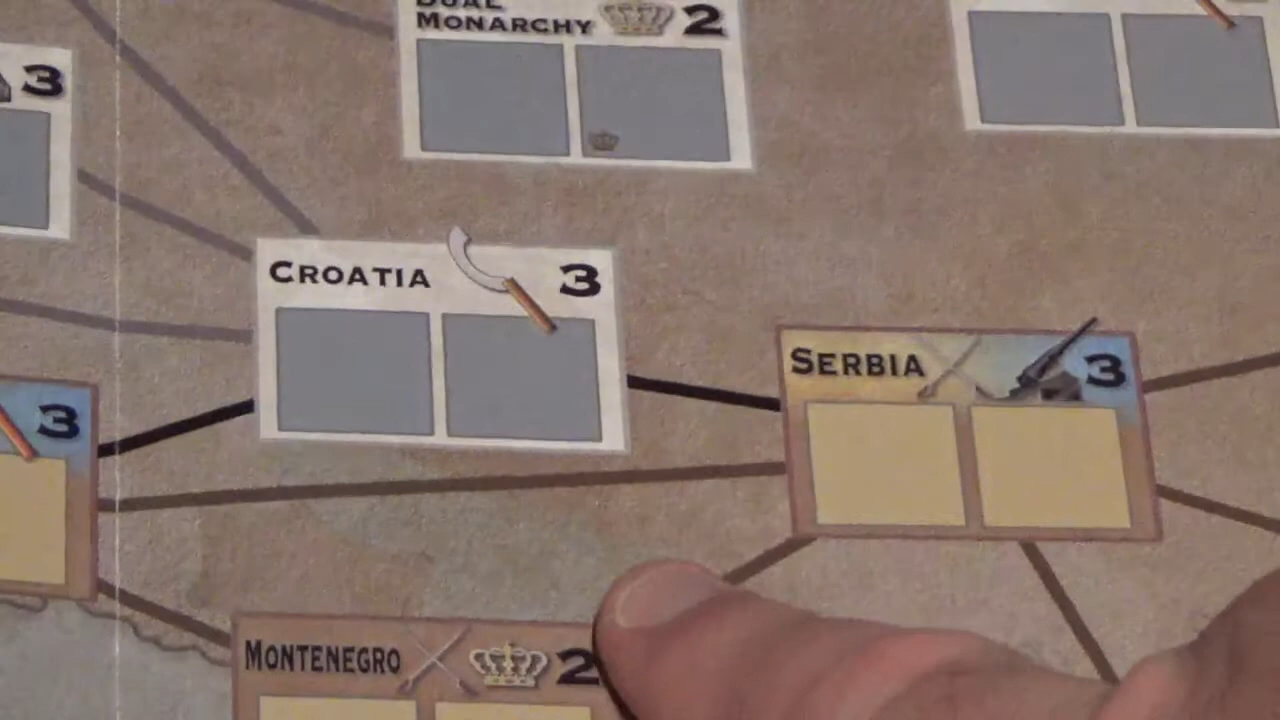 DUAL
MONARCHY 2
3
CROATIA 3
SERBIA 3
3
MONTENEGRO 2